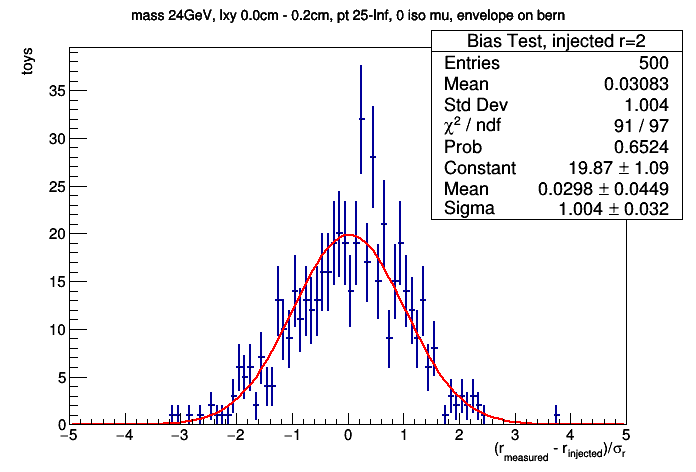 mass 24GeV, lxy 0.0cm - 0.2cm, pt 25-Inf, 0 iso mu, envelope on bern
toys
Bias Test, injected r=2
Entries 500
Mean 0.03083
Std Dev 1.004
χ² / ndf 91 / 97
Prob 0.6524
Constant 19.87 ± 1.09
Mean 0.0298 ± 0.0449
Sigma 1.004 ± 0.032
35
30
25
20
15
10
5
0
−5 −4 −3 −2 −1 0 1 2 3 4 5
(r_measured - r_injected)/σ_r